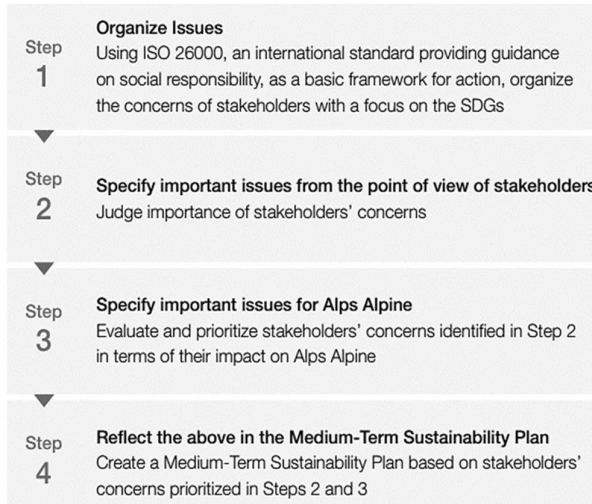 Step
1
Organize Issues
Using ISO 26000, an international standard providing guidance
on social responsibility, as a basic framework for action, organize
the concerns of stakeholders with a focus on the SDGs
Step
2
Specify important issues from the point of view of stakeholders
Judge importance of stakeholders’ concerns
Step
3
Specify important issues for Alps Alpine
Evaluate and prioritize stakeholders’ concerns identified in Step 2
in terms of their impact on Alps Alpine
Step
4
Reflect the above in the Medium-Term Sustainability Plan
Create a Medium-Term Sustainability Plan based on stakeholders’
concerns prioritized in Steps 2 and 3